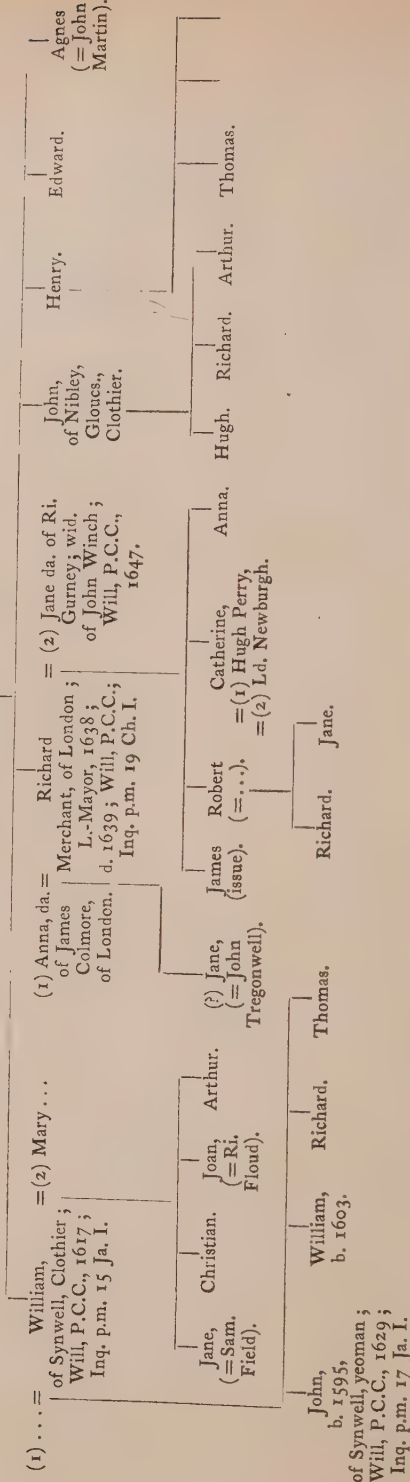 (1) ... =
William,
of Synwell, Clothier;
Will, P.C.C., 1617;
Inq. p.m. 15 Ja. I.
=(2) Mary ...
(1) Anna, da. =
of James
Colmore,
of London.
Richard
Merchant, of London;
L.-Mayor, 1638;
d. 1639; Will, P.C.C.;
Inq. p.m. 19 Ch. I.
= (2) Jane da. of Ri.
Gurney; wid.
of John Winch;
Will, P.C.C.,
1647.
John,
of Nibley,
Gloucs.,
Clothier.
Henry.
Edward.
Agnes
(=John
Martin).
Jane,
(=Sam.
Field).
Christian.
Joan,
(=Ri.
Floud).
Arthur.
(?) Jane,
(=John
Tregonwell).
James
(issue).
Robert
(=...).
Catherine,
=(1) Hugh Perry,
=(2) Ld. Newburgh.
Anna.
Hugh.
Richard.
Arthur.
Thomas.
John,
b. 1595,
of Synwell, yeoman;
Will, P.C.C., 1629;
Inq. p.m. 17 Ja. I.
William,
b. 1603.
Richard.
Thomas.
Richard.
Jane.